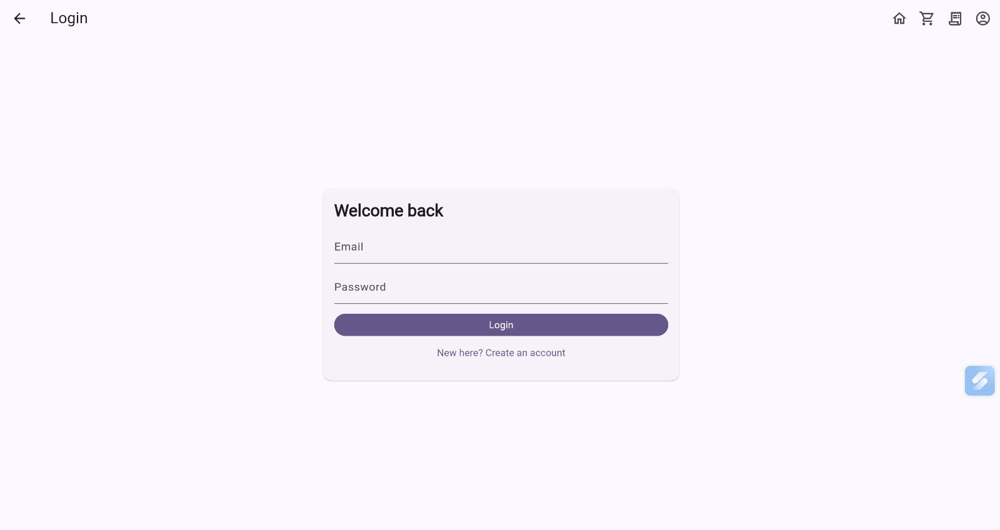 Login
Welcome back
Email
Password
Login
New here? Create an account